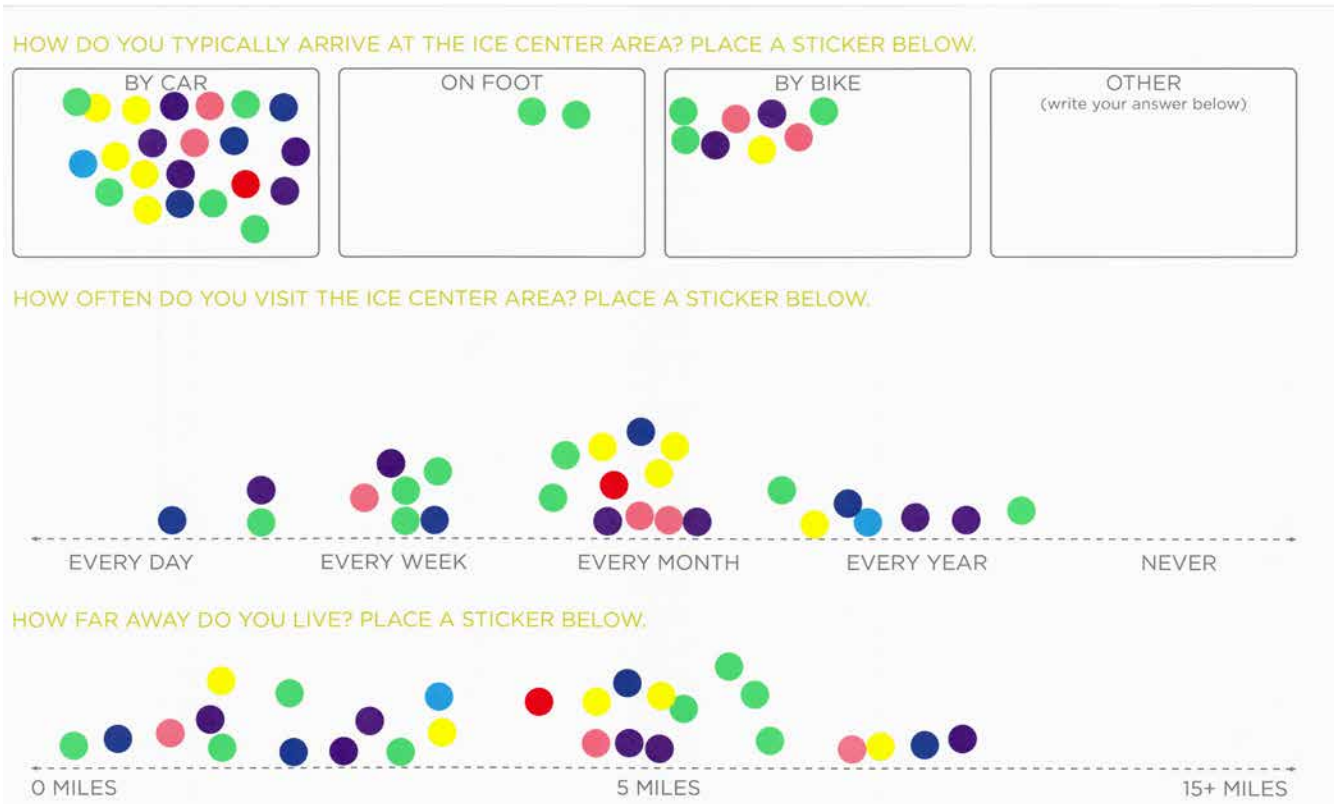 HOW DO YOU TYPICALLY ARRIVE AT THE ICE CENTER AREA? PLACE A STICKER BELOW.
BY CAR
ON FOOT
BY BIKE
OTHER
(write your answer below)
HOW OFTEN DO YOU VISIT THE ICE CENTER AREA? PLACE A STICKER BELOW.
EVERY DAY
EVERY WEEK
EVERY MONTH
EVERY YEAR
NEVER
HOW FAR AWAY DO YOU LIVE? PLACE A STICKER BELOW.
0 MILES
5 MILES
15+ MILES